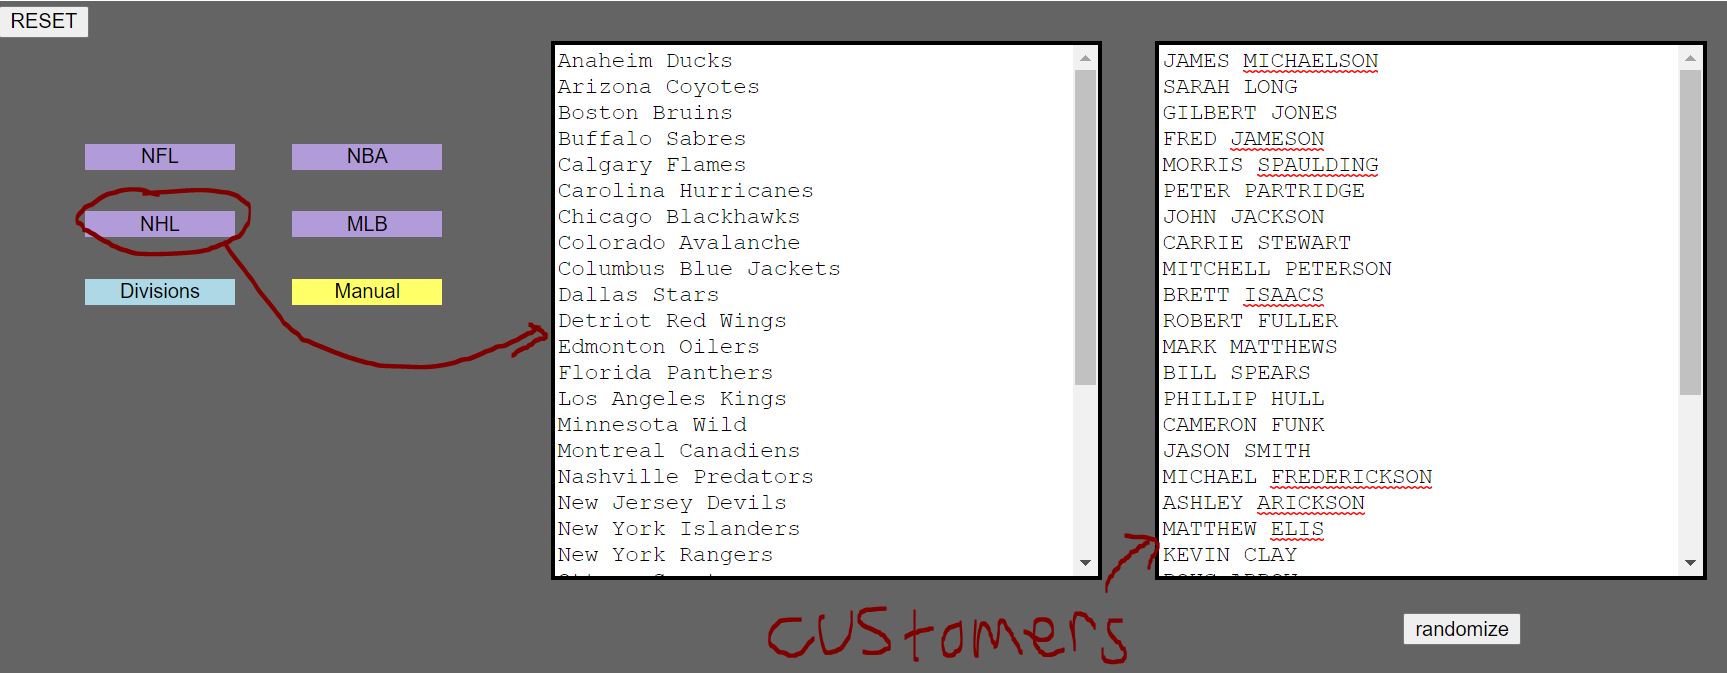 RESET
NFL
NBA
NHL
MLB
Divisions
Manual
Anaheim Ducks
Arizona Coyotes
Boston Bruins
Buffalo Sabres
Calgary Flames
Carolina Hurricanes
Chicago Blackhawks
Colorado Avalanche
Columbus Blue Jackets
Dallas Stars
Detriot Red Wings
Edmonton Oilers
Florida Panthers
Los Angeles Kings
Minnesota Wild
Montreal Canadiens
Nashville Predators
New Jersey Devils
New York Islanders
New York Rangers
JAMES MICHAELSON
SARAH LONG
GILBERT JONES
FRED JAMESON
MORRIS SPAULDING
PETER PARTRIDGE
JOHN JACKSON
CARRIE STEWART
MITCHELL PETERSON
BRETT ISAACS
ROBERT FULLER
MARK MATTHEWS
BILL SPEARS
PHILLIP HULL
CAMERON FUNK
JASON SMITH
MICHAEL FREDERICKSON
ASHLEY ARICKSON
MATTHEW ELIS
KEVIN CLAY
customers
randomize